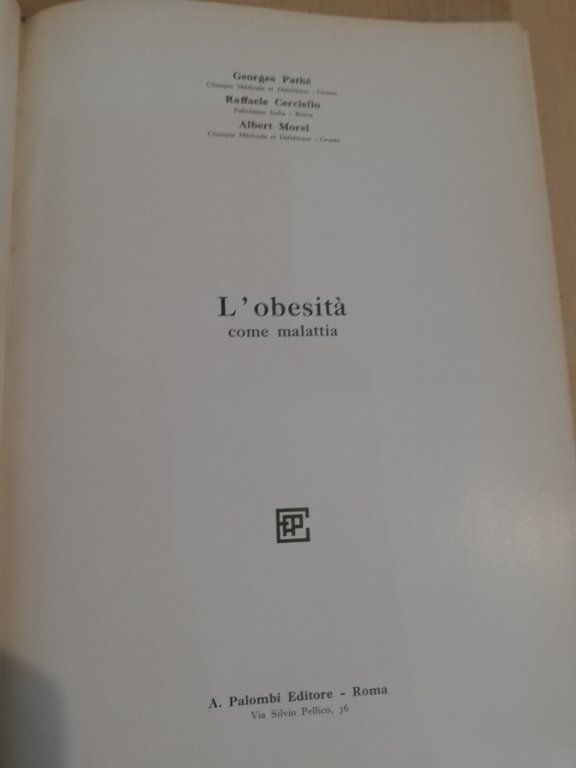 Georges Pathé
Clinique Médicale et Diététique - Grasse
Raffaele Cerciello
Policlinico Italia - Roma
Albert Morel
Clinique Médicale et Diététique - Grasse
L'obesità
come malattia
A. Palombi Editore - Roma
Via Silvio Pellico, 36